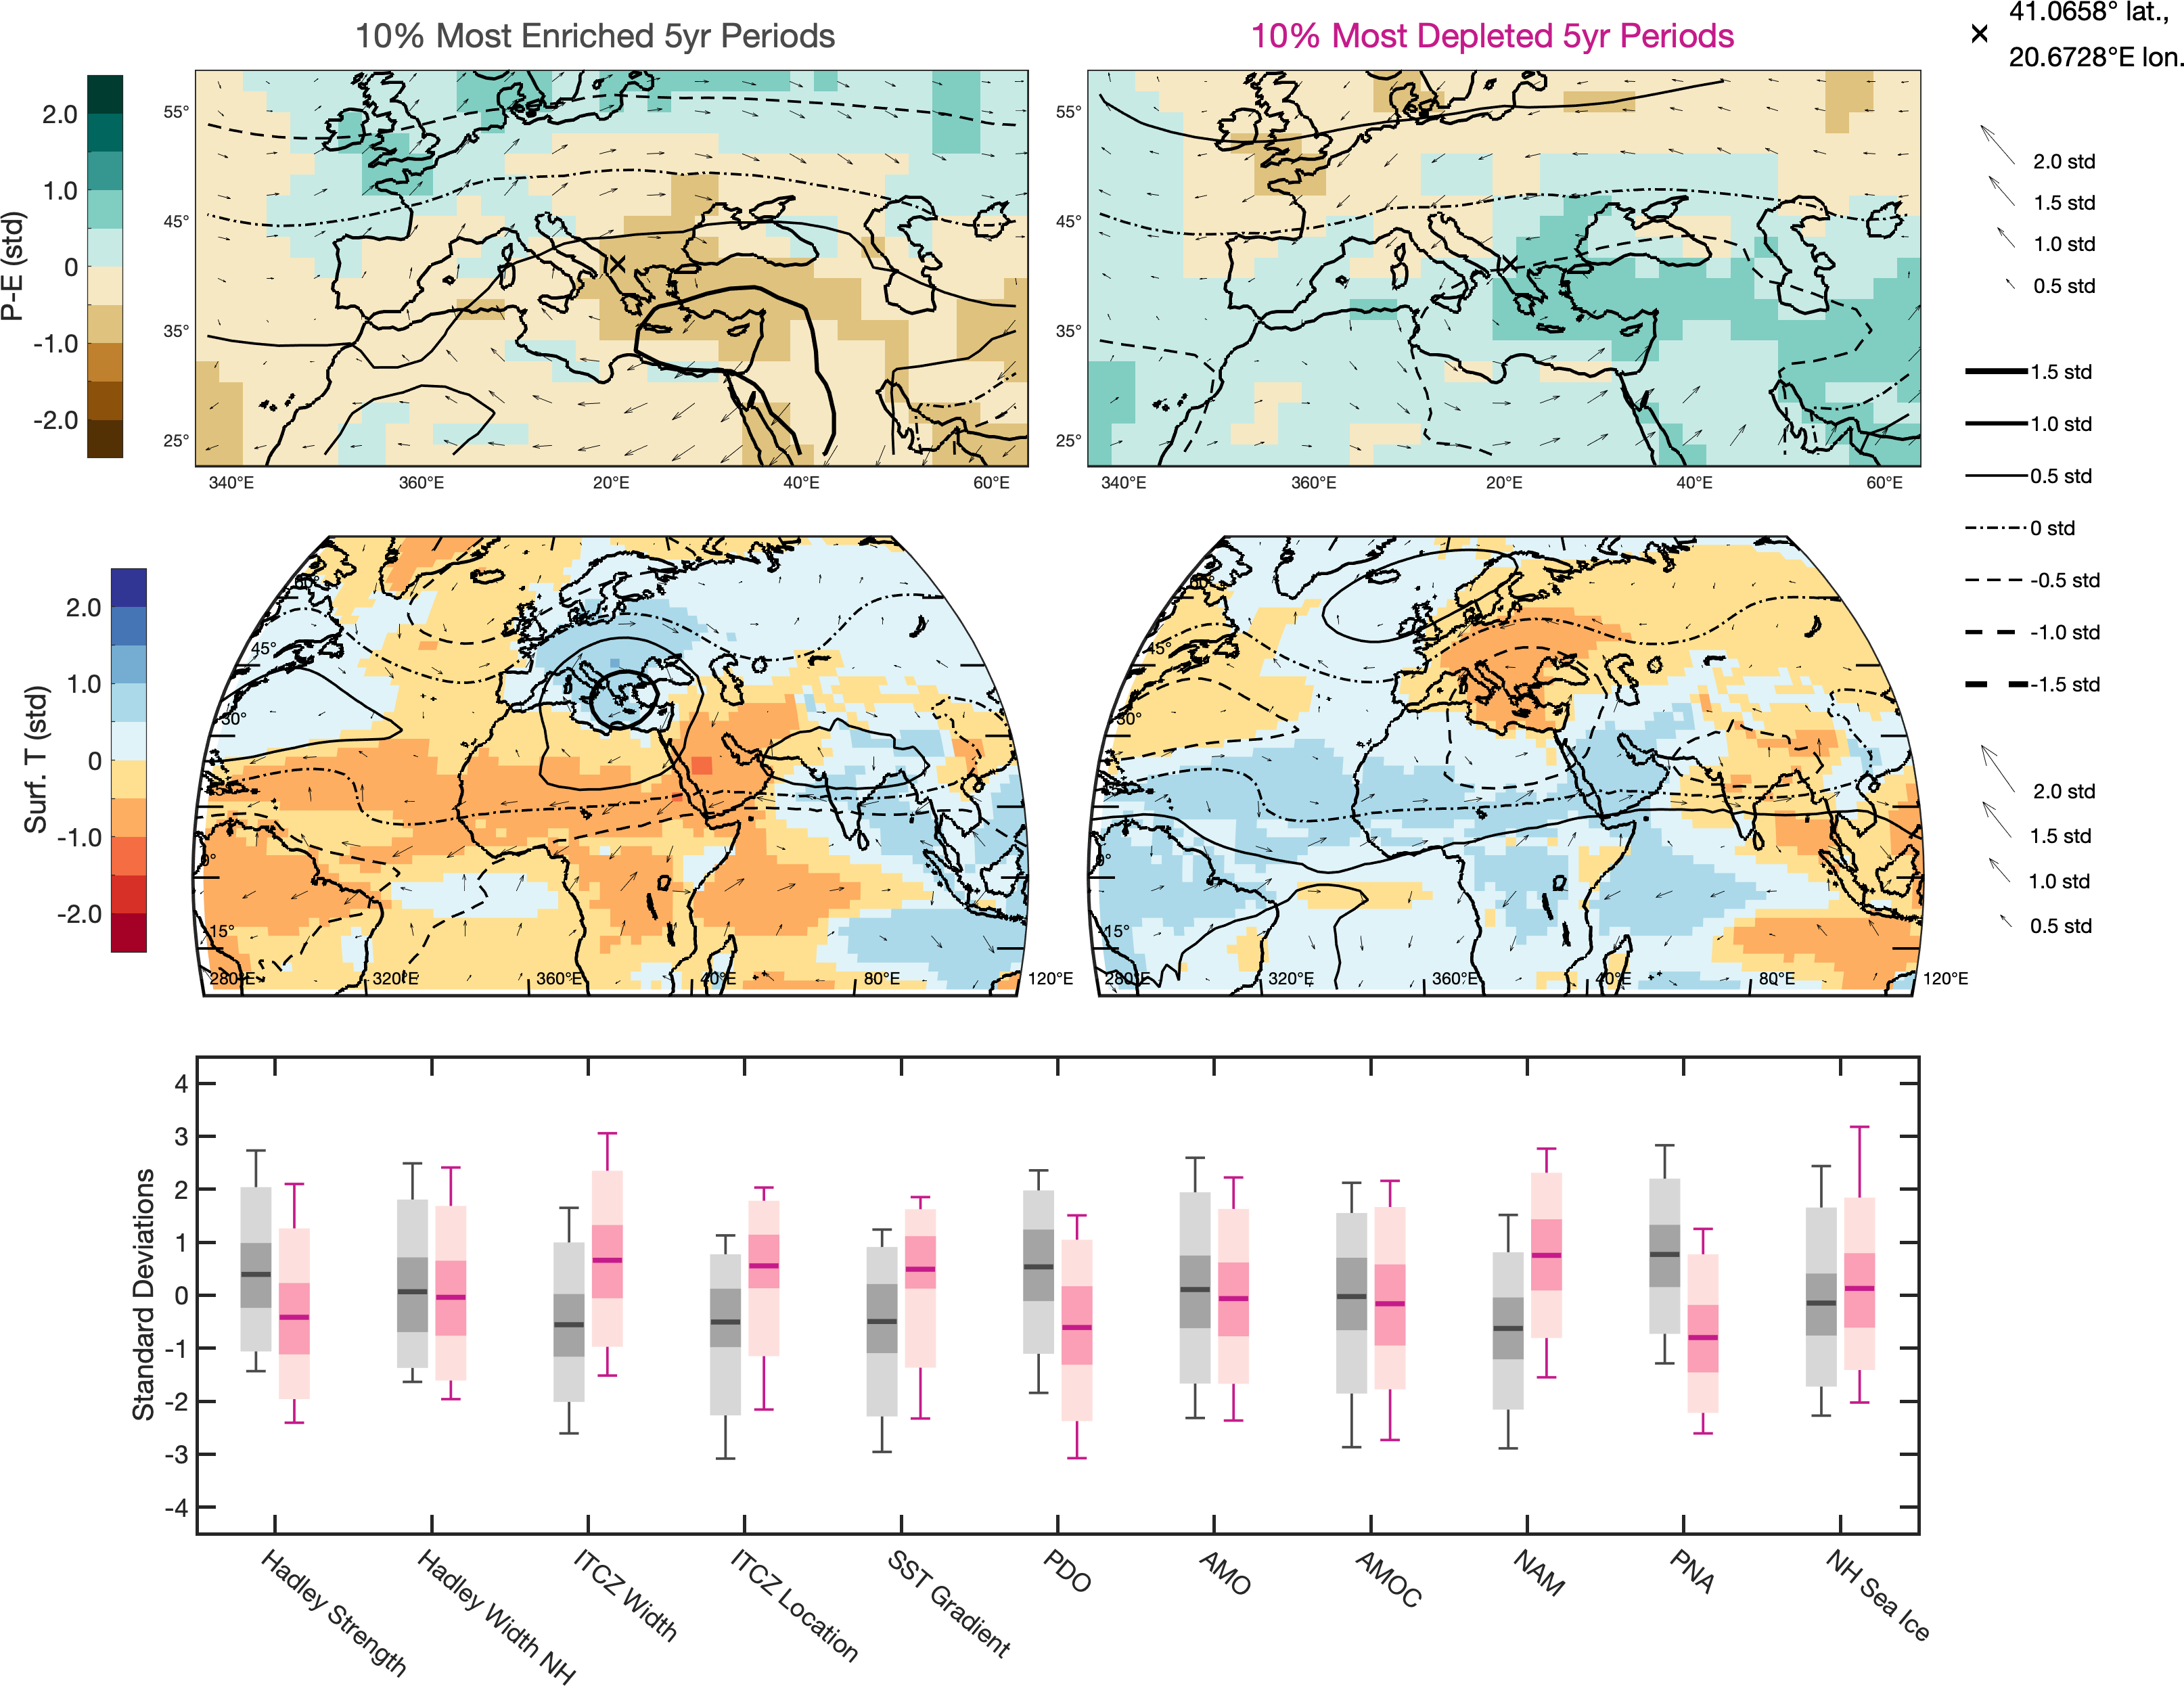 10% Most Enriched 5yr Periods
10% Most Depleted 5yr Periods
41.0658° lat.,
20.6728°E lon.
P-E (std)
2.0
1.0
0
-1.0
-2.0
55°
45°
35°
25°
340°E 360°E 20°E 40°E 60°E
55°
45°
35°
25°
340°E 360°E 20°E 40°E 60°E
2.0 std
1.5 std
1.0 std
0.5 std
1.5 std
1.0 std
0.5 std
0 std
-0.5 std
-1.0 std
-1.5 std
Surf. T (std)
2.0
1.0
0
-1.0
-2.0
60°
45°
30°
15°
0°
-15°
280°E 320°E 360°E 40°E 80°E 120°E
60°
45°
30°
15°
0°
-15°
280°E 320°E 360°E 40°E 80°E 120°E
2.0 std
1.5 std
1.0 std
0.5 std
Standard Deviations
4
3
2
1
0
-1
-2
-3
-4
Hadley Strength
Hadley Width NH
ITCZ Width
ITCZ Location
SST Gradient
PDO
AMO
AMOC
NAM
PNA
NH Sea Ice